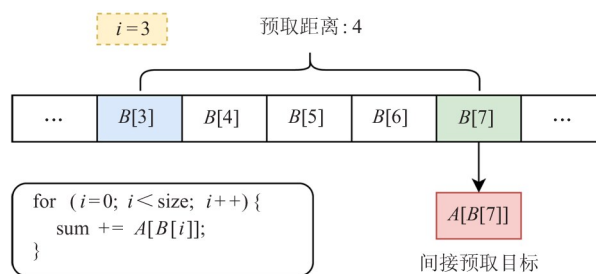 i=3
预取距离: 4
... B[3] B[4] B[5] B[6] B[7] ...
for (i=0; i<size; i++){
sum += A[B[i]];
}
A[B[7]]
间接预取目标